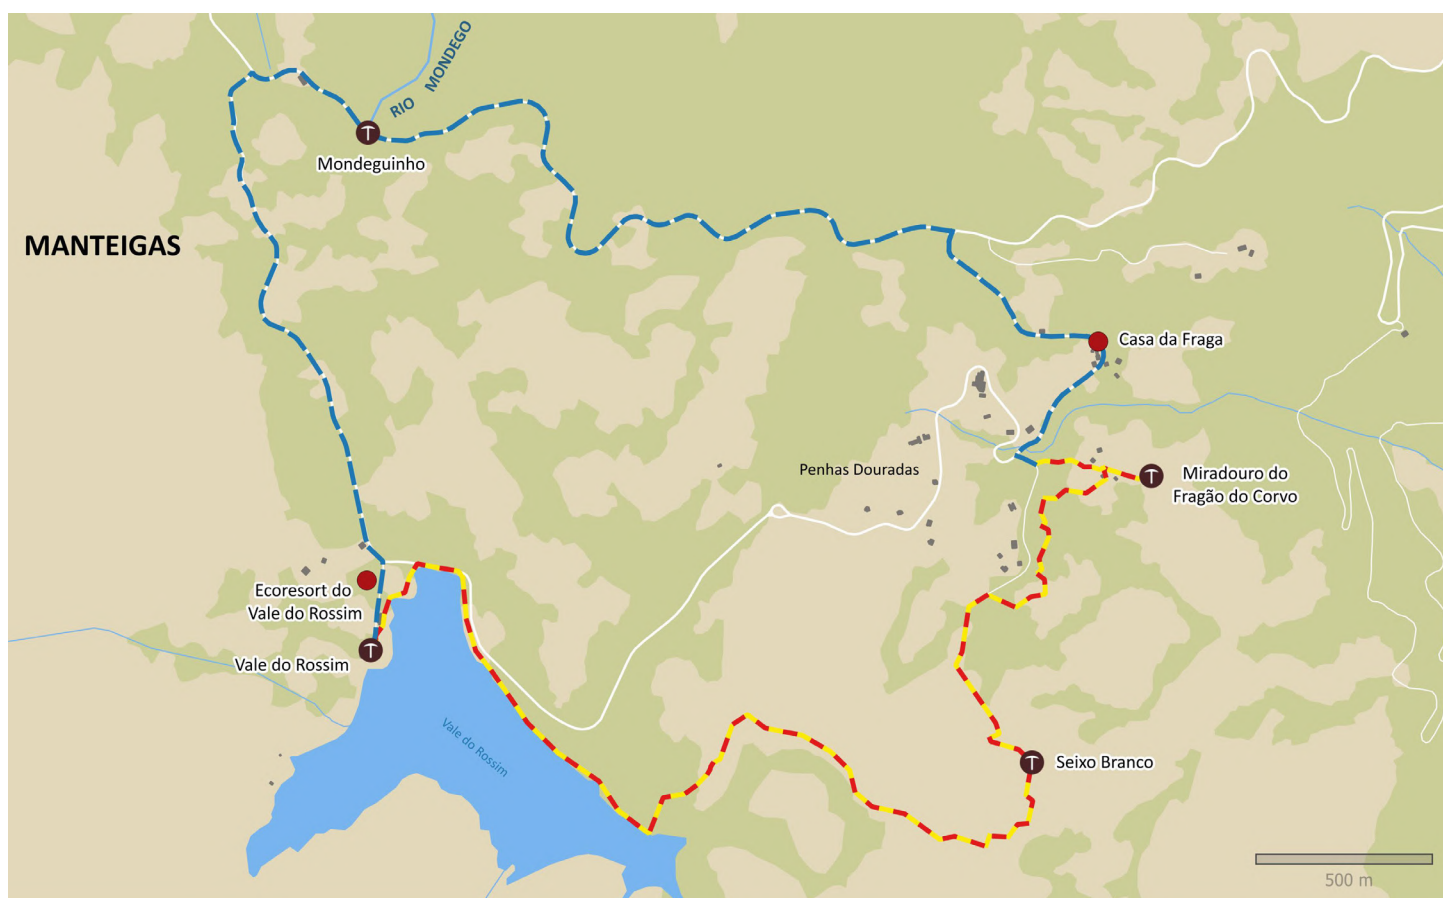 RIO MONDEGO
Mondeguinho
MANTEIGAS
Casa da Fraga
Penhas Douradas
Miradouro do
Fragão do Corvo
Ecoresort do
Vale do Rossim
Vale do Rossim
Vale do Rossim
Seixo Branco
500 m